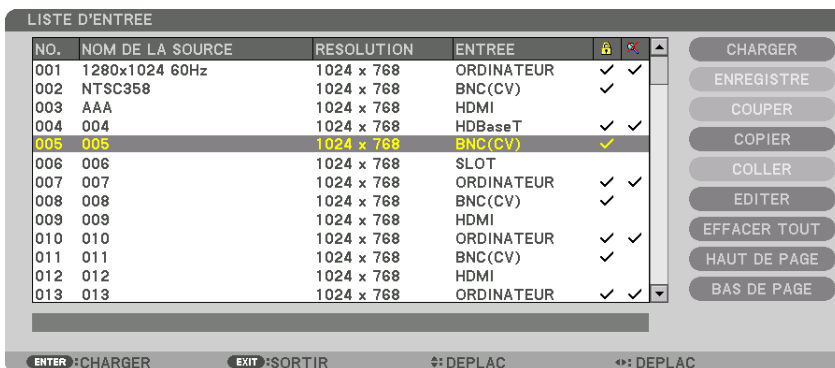 LISTE D'ENTREE
NO. NOM DE LA SOURCE RESOLUTION ENTREE
001 1280x1024 60Hz 1024 x 768 ORDINATEUR ✓ ✓
002 NTSC358 1024 x 768 BNC(CV) ✓
003 AAA 1024 x 768 HDMI
004 004 1024 x 768 HDBaseT ✓ ✓
005 005 1024 x 768 BNC(CV) ✓
006 006 1024 x 768 SLOT
007 007 1024 x 768 ORDINATEUR ✓ ✓
008 008 1024 x 768 BNC(CV) ✓
009 009 1024 x 768 HDMI
010 010 1024 x 768 ORDINATEUR ✓ ✓
011 011 1024 x 768 BNC(CV) ✓
012 012 1024 x 768 HDMI
013 013 1024 x 768 ORDINATEUR ✓ ✓
CHARGER
ENREGISTRE
COUPER
COPIER
COLLER
EDITER
EFFACER TOUT
HAUT DE PAGE
BAS DE PAGE
ENTER :CHARGER EXIT :SORTIR :DEPLAC :DEPLAC